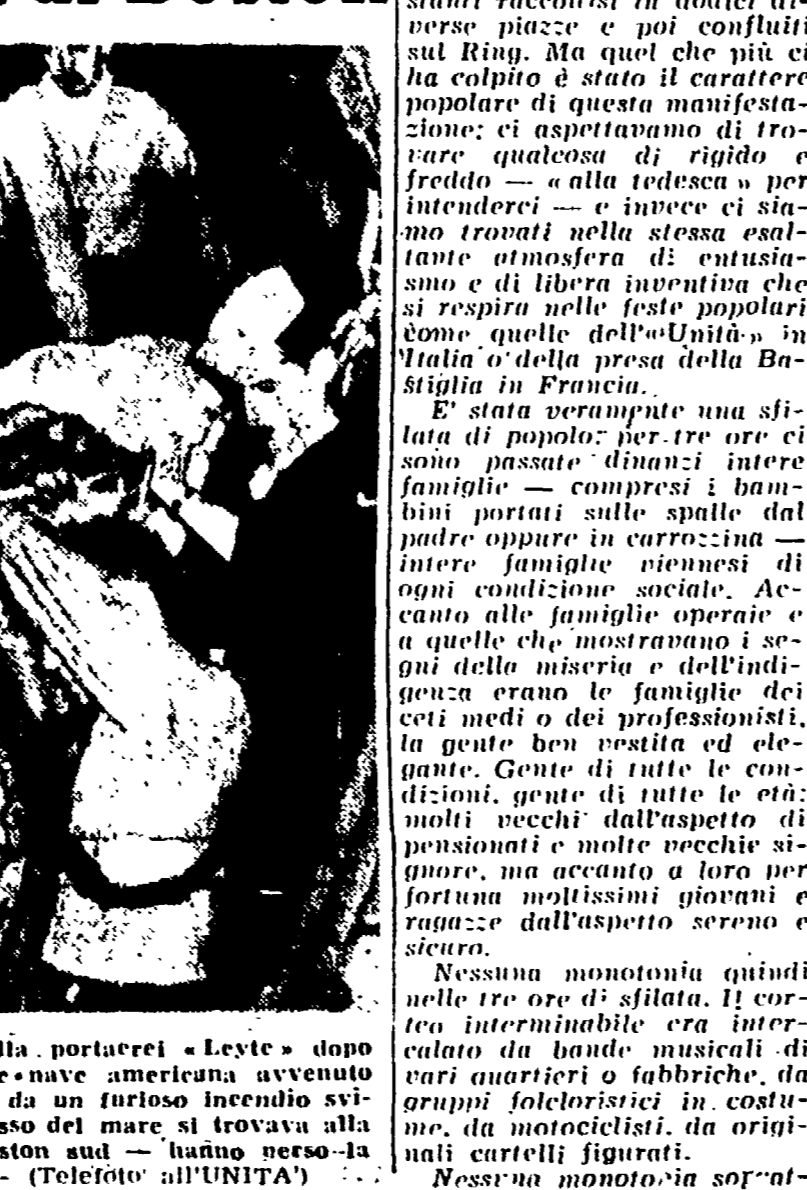 stanti raccoltisi in dodici di-
verse piazze e poi confluiti
sul Ring. Ma quel che più ci
ha colpito è stato il carattere
popolare di questa manifesta-
zione: ci aspettavamo di tro-
vare qualcosa di rigido e
freddo — «alla tedesca» per
intenderci — e invece ci sia-
mo trovati nella stessa esal-
tante atmosfera di entusia-
smo e di libera inventiva che
si respira nelle feste popolari
come quelle dell'«Unità» in
Italia o della presa della Ba-
stiglia in Francia.
E' stata veramente una sfi-
lata di popolo: per tre ore ci
sono passate dinanzi intere
famiglie — compresi i bam-
bini portati sulle spalle dal
padre oppure in carrozzina —
intere famiglie viennesi di
ogni condizione sociale. Ac-
canto alle famiglie operaie e
a quelle che mostravano i se-
gni della miseria e dell'indi-
genza erano le famiglie dei
ceti medi o dei professionisti,
la gente ben vestita ed ele-
gante. Gente di tutte le con-
dizioni, gente di tutte le età:
molti vecchi dall'aspetto di
pensionati e molte vecchie si-
gnore, ma accanto a loro per
fortuna moltissimi giovani e
ragazze dall'aspetto sereno e
sicuro.
Nessuna monotonia quindi
nelle tre ore di sfilata. Il cor-
teo interminabile era inter-
calato da bande musicali di
vari quartieri o fabbriche, da
gruppi folcloristici in costu-
me, da motociclisti, da origi-
nali cartelli figurati.
Nessuna monotonia soprat-
lla portaerei «Leyte» dopo
e nave americana avvenuto
da un furioso incendio svi-
sso del mare si trovava alla
ston sud — hanno perso la
- (Telefoto all'UNITA')